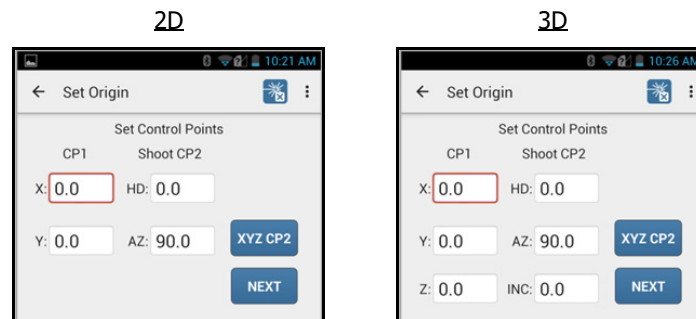 2D
10:21 AM
Set Origin
Set Control Points
CP1 Shoot CP2
X: 0.0 HD: 0.0
Y: 0.0 AZ: 90.0 XYZ CP2
NEXT
3D
10:26 AM
Set Origin
Set Control Points
CP1 Shoot CP2
X: 0.0 HD: 0.0
Y: 0.0 AZ: 90.0 XYZ CP2
Z: 0.0 INC: 0.0 NEXT